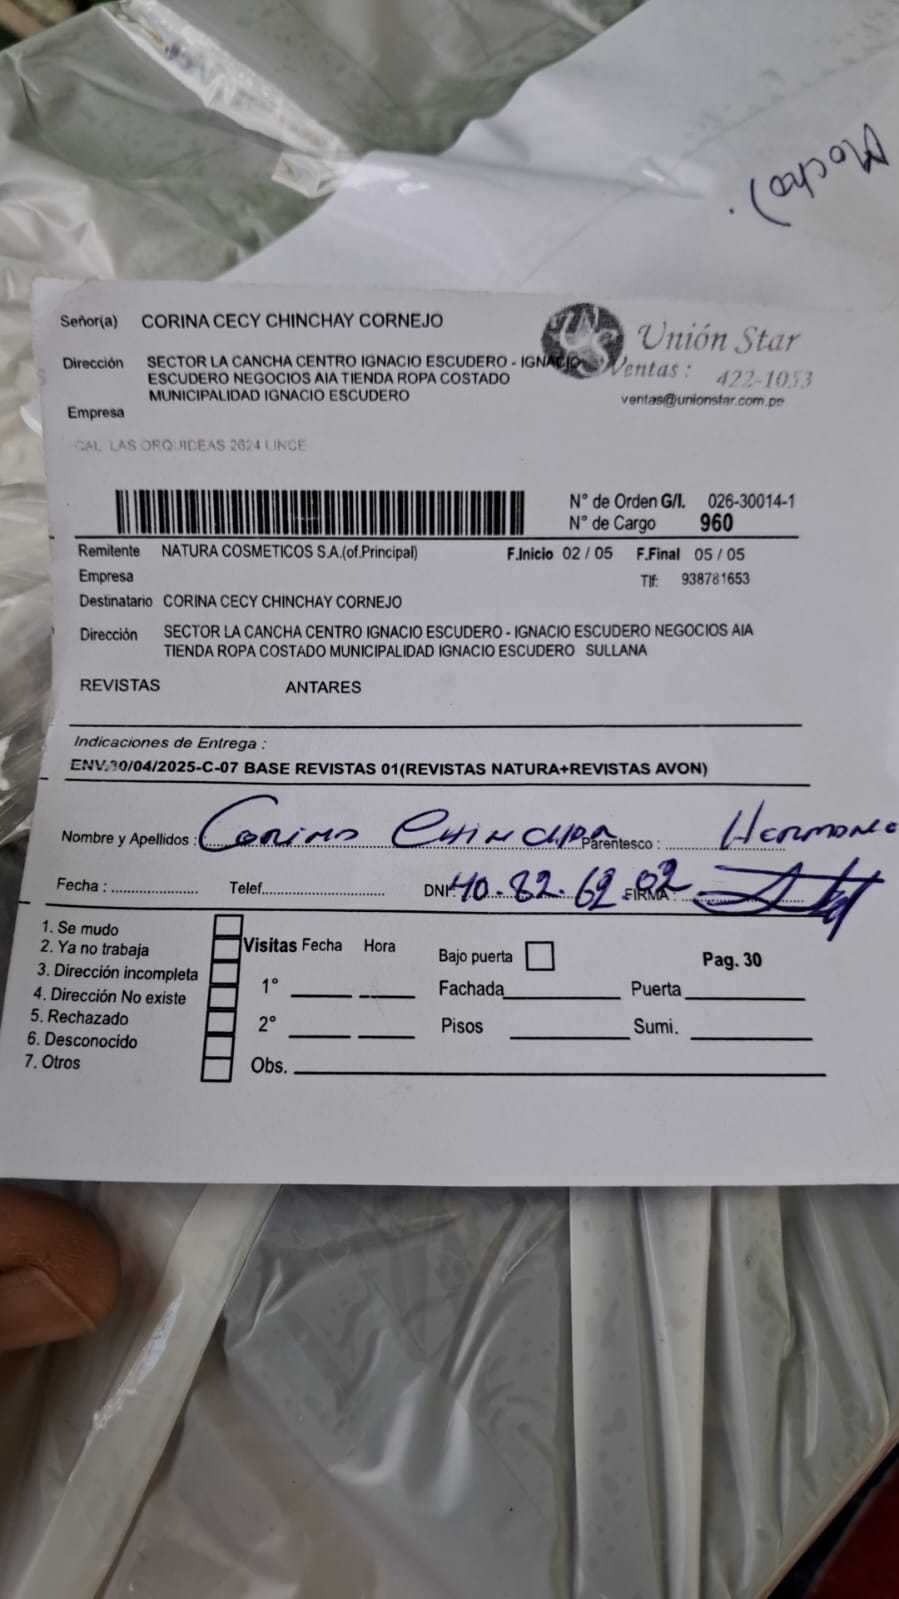 Mocha).
Señor(a) CORINA CECY CHINCHAY CORNEJO
US Unión Star
Ventas : 422-1053
ventas@unionstar.com.pe
Dirección SECTOR LA CANCHA CENTRO IGNACIO ESCUDERO - IGNACIO
ESCUDERO NEGOCIOS AIA TIENDA ROPA COSTADO
MUNICIPALIDAD IGNACIO ESCUDERO
Empresa
CAL LAS ORQUIDEAS 2624 LINCE
N° de Orden G/I. 026-30014-1
N° de Cargo 960
Remitente NATURA COSMETICOS S.A.(of.Principal) F.Inicio 02 / 05 F.Final 05 / 05
Empresa Tlf: 938781653
Destinatario CORINA CECY CHINCHAY CORNEJO
Dirección SECTOR LA CANCHA CENTRO IGNACIO ESCUDERO - IGNACIO ESCUDERO NEGOCIOS AIA
TIENDA ROPA COSTADO MUNICIPALIDAD IGNACIO ESCUDERO SULLANA
REVISTAS ANTARES
Indicaciones de Entrega :
ENV.30/04/2025-C-07 BASE REVISTAS 01(REVISTAS NATURA+REVISTAS AVON)
Nombre y Apellidos : Corina Chinchay Parentesco : Hermano
Fecha : Telef. DNI: 40.82.69.02 FIRMA :
1. Se mudo
2. Ya no trabaja
3. Dirección incompleta
4. Dirección No existe
5. Rechazado
6. Desconocido
7. Otros
Visitas Fecha Hora
1°
2°
Obs.
Bajo puerta Pag. 30
Fachada Puerta
Pisos Sumi.